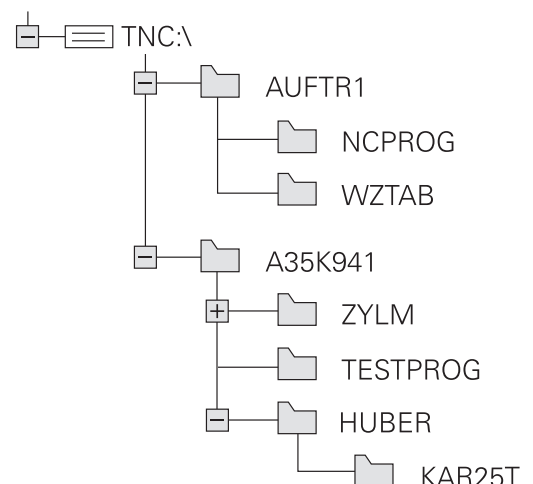 TNC:\
AUFTR1
NCPROG
WZTAB
A35K941
ZYLM
TESTPROG
HUBER
KAR25T